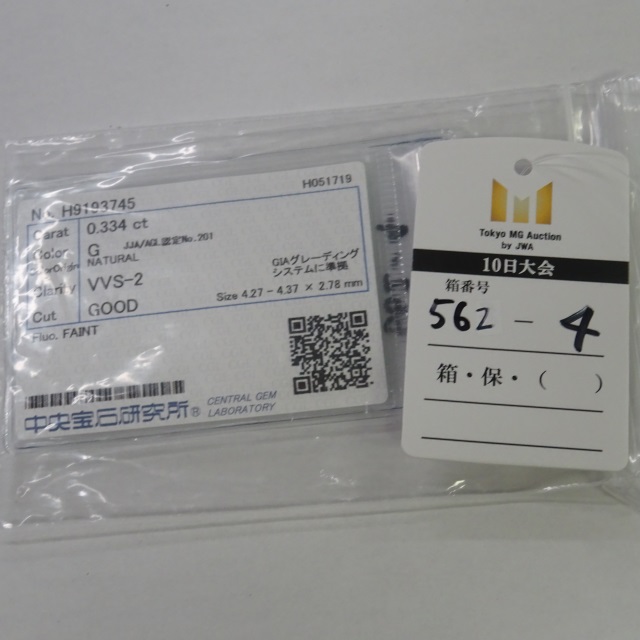 No. H9193745
H051719
Carat 0.334 ct
Color G JJA/AGL認定No.201
NATURAL
Clarity VVS-2
GIAグレーディング
システムに準拠
Cut GOOD
Size 4.27 - 4.37 × 2.78 mm
Fluo. FAINT
中央宝石研究所®
CENTRAL GEM
LABORATORY
Tokyo MG Auction
by JWA
10日大会
箱番号
562 - 4
箱・保・( )